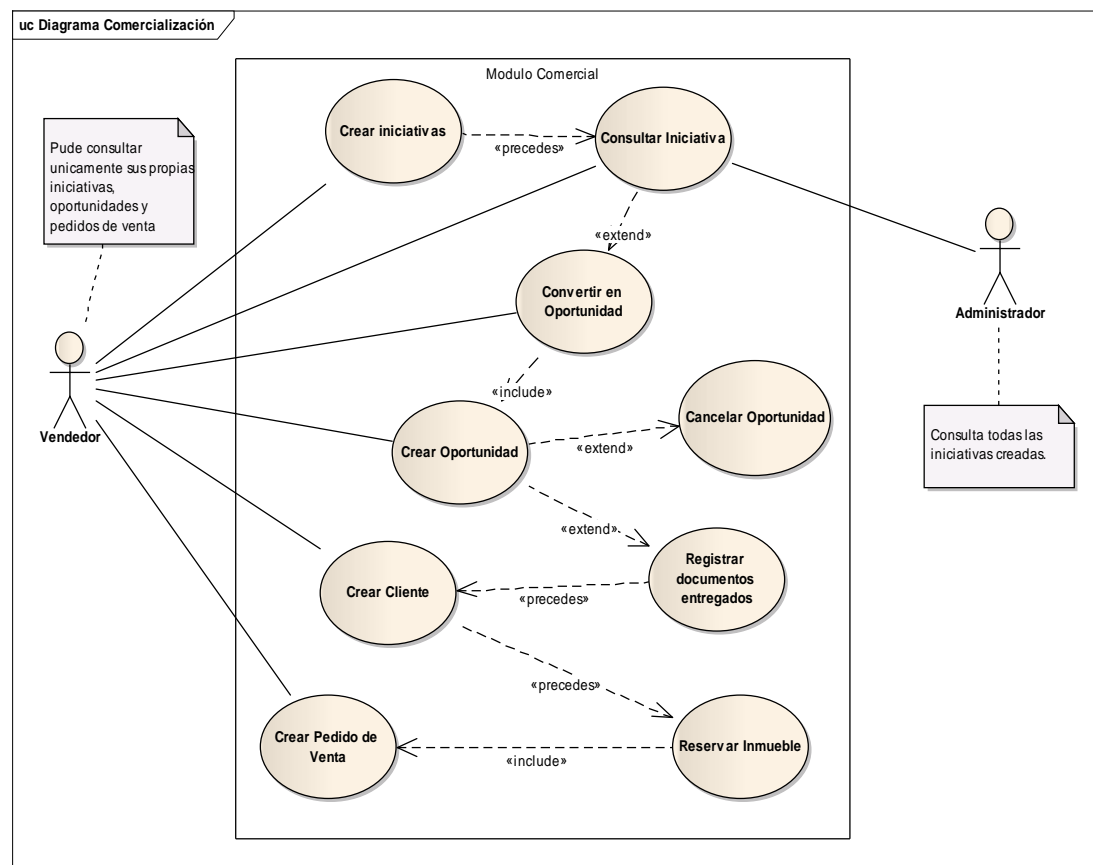 uc Diagrama Comercialización
Modulo Comercial
Crear iniciativas
«precedes»
Consultar Iniciativa
Pude consultar
unicamente sus propias
iniciativas,
oportunidades y
pedidos de venta
«extend»
Convertir en
Oportunidad
Administrador
«include»
Vendedor
Crear Oportunidad
«extend»
Cancelar Oportunidad
Consulta todas las
iniciativas creadas.
«extend»
Registrar
documentos
entregados
Crear Cliente
«precedes»
«precedes»
Crear Pedido de
Venta
«include»
Reservar Inmueble